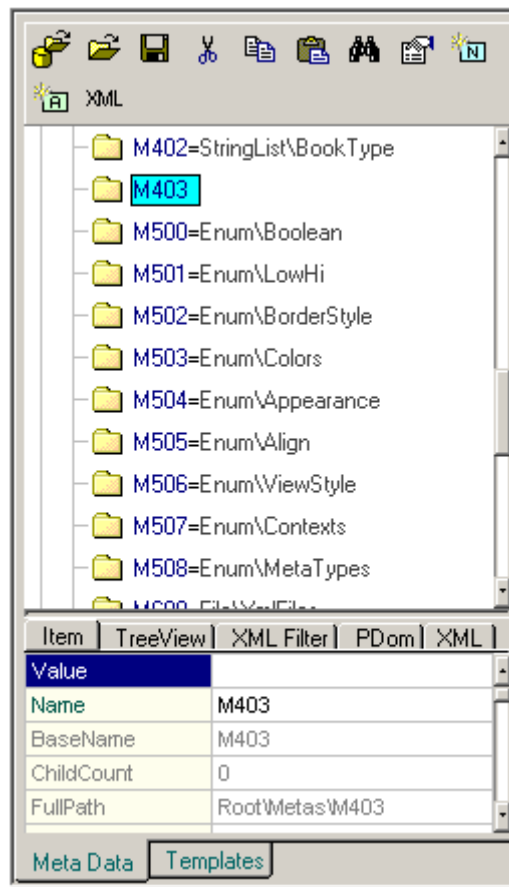 N
A XML
M402=StringList\BookType
M403
M500=Enum\Boolean
M501=Enum\LowHi
M502=Enum\BorderStyle
M503=Enum\Colors
M504=Enum\Appearance
M505=Enum\Align
M506=Enum\ViewStyle
M507=Enum\Contexts
M508=Enum\MetaTypes
Item TreeView XML Filter PDom XML
Value
Name M403
BaseName M403
ChildCount 0
FullPath Root\Metas\M403
Meta Data Templates